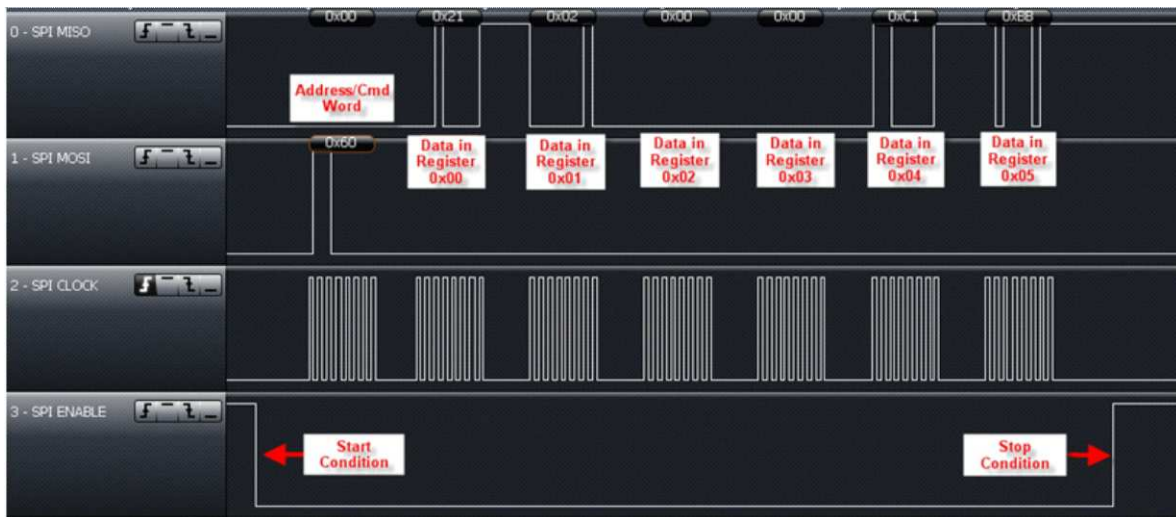 0x00 0x21 0x02 0x00 0x00 0xC1 0xBB
0 - SPI MISO
Address/Cmd
Word
0x60
1 - SPI MOSI
Data in
Register
0x00
Data in
Register
0x01
Data in
Register
0x02
Data in
Register
0x03
Data in
Register
0x04
Data in
Register
0x05
2 - SPI CLOCK
3 - SPI ENABLE
Start
Condition
Stop
Condition